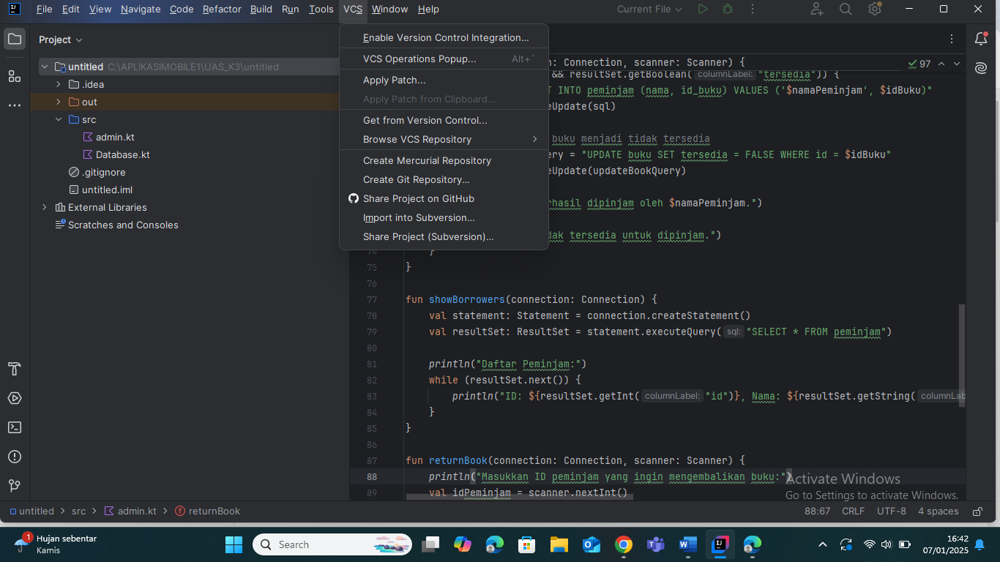 File Edit View Navigate Code Refactor Build Run Tools VCS Window Help
Current File
Project
untitled C:\APLIKASIMOBILE1\UAS_K3\untitled
.idea
out
src
admin.kt
Database.kt
.gitignore
untitled.iml
External Libraries
Scratches and Consoles
Enable Version Control Integration...
VCS Operations Popup... Alt+`
Apply Patch...
Apply Patch from Clipboard...
Get from Version Control...
Browse VCS Repository
Create Mercurial Repository
Create Git Repository...
Share Project on GitHub
Import into Subversion...
Share Project (Subversion)...
n: Connection, scanner: Scanner) {
97
&& resultSet.getBoolean( columnLabel: "tersedia")) {
T INTO peminjam (nama, id_buku) VALUES ('$namaPeminjam', $idBuku)"
eUpdate(sql)
buku menjadi tidak tersedia
ery = "UPDATE buku SET tersedia = FALSE WHERE id = $idBuku"
eUpdate(updateBookQuery)
rhasil dipinjam oleh $namaPeminjam.")
dak tersedia untuk dipinjam.")
74 }
75 }
76
77 fun showBorrowers(connection: Connection) {
78 val statement: Statement = connection.createStatement()
79 val resultSet: ResultSet = statement.executeQuery( sql: "SELECT * FROM peminjam")
80
81 println("Daftar Peminjam:")
82 while (resultSet.next()) {
83 println("ID: ${resultSet.getInt( columnLabel: "id")}, Nama: ${resultSet.getString( columnLab
84 }
85 }
86
87 fun returnBook(connection: Connection, scanner: Scanner) {
88 println("Masukkan ID peminjam yang ingin mengembalikan buku:")
89 val idPeminjam = scanner.nextInt()
Activate Windows
Go to Settings to activate Windows.
untitled > src > admin.kt > returnBook
88:67 CRLF UTF-8 4 spaces
1
Hujan sebentar
Kamis
Search
16:42
07/01/2025